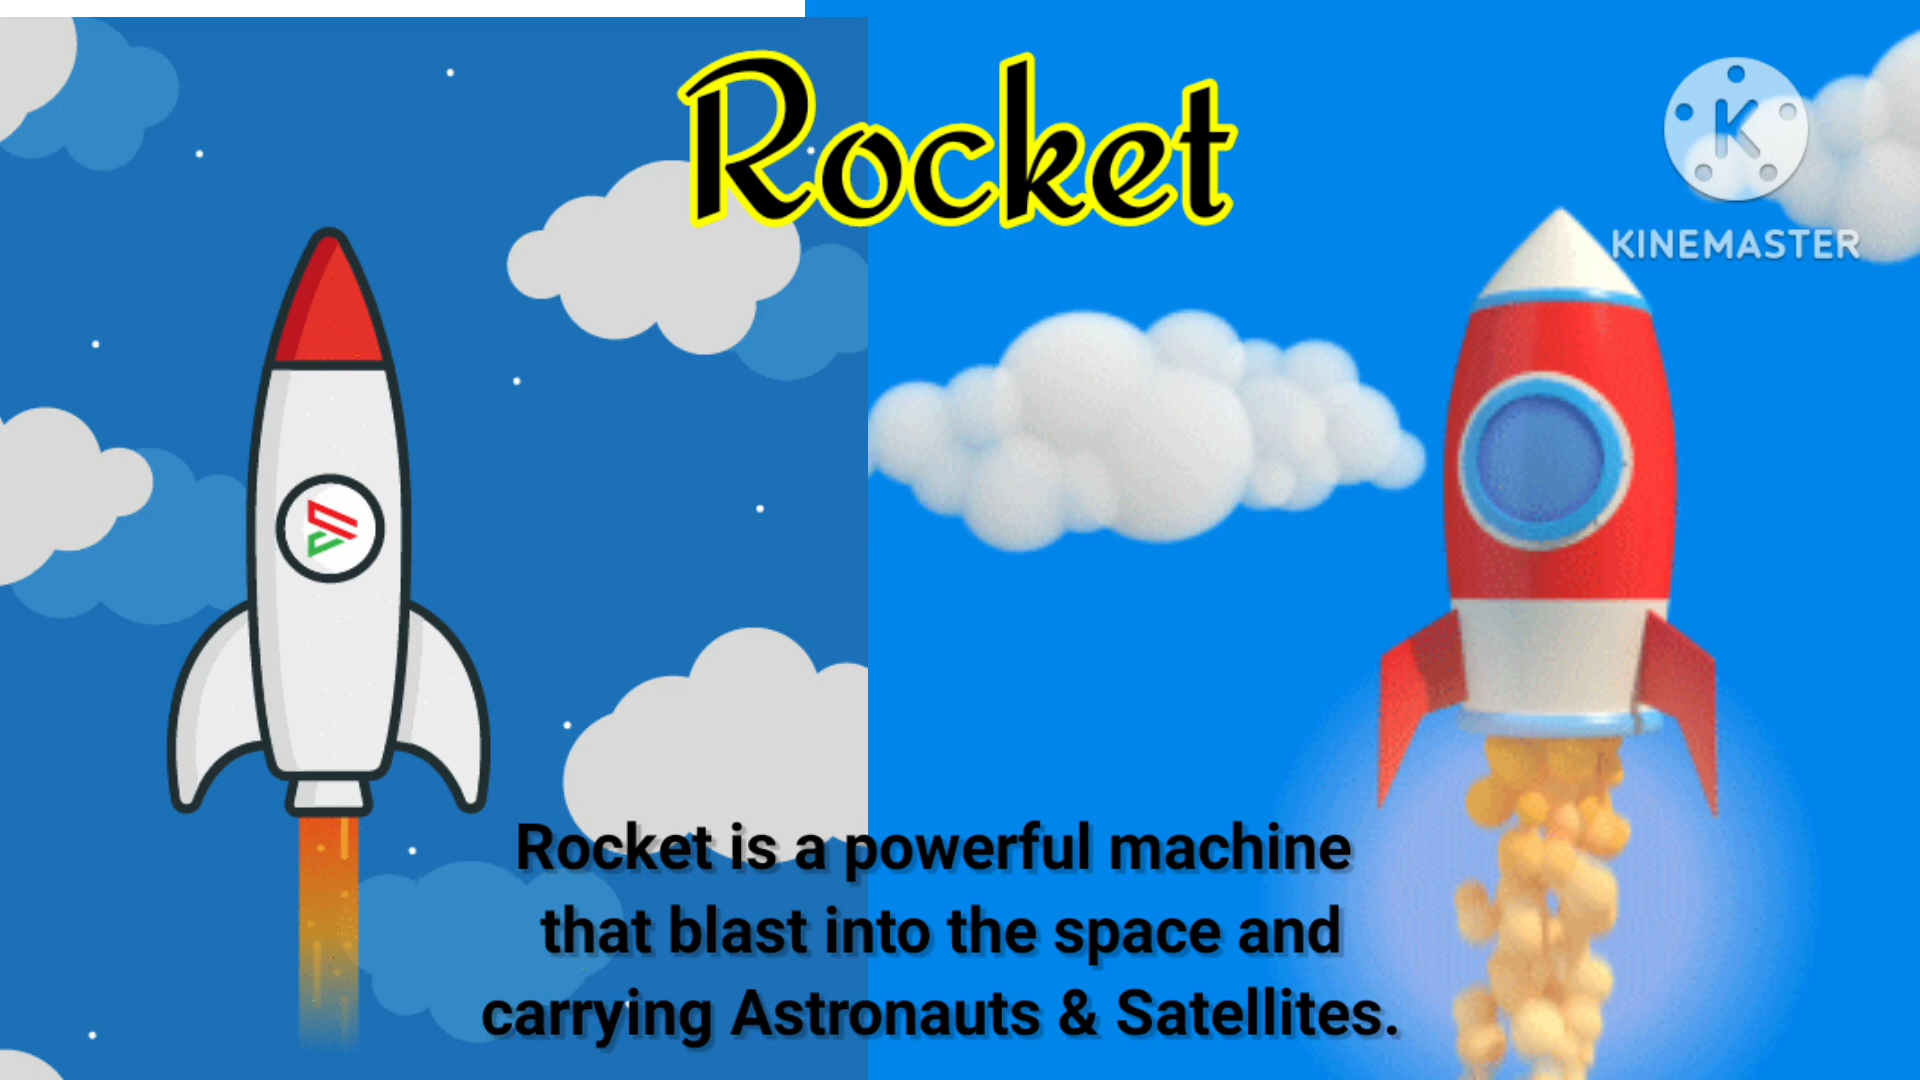 Rocket
KINEMASTER
Rocket is a powerful machine
that blast into the space and
carrying Astronauts & Satellites.